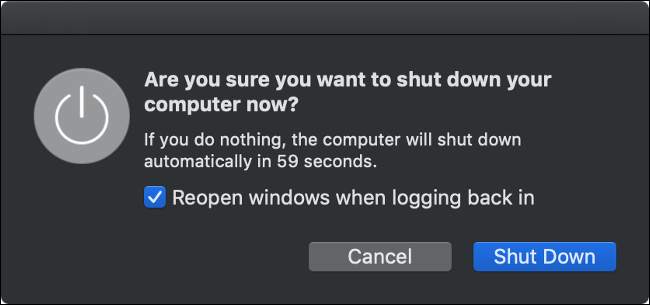 Are you sure you want to shut down your
computer now?
If you do nothing, the computer will shut down
automatically in 59 seconds.
Reopen windows when logging back in
Cancel
Shut Down